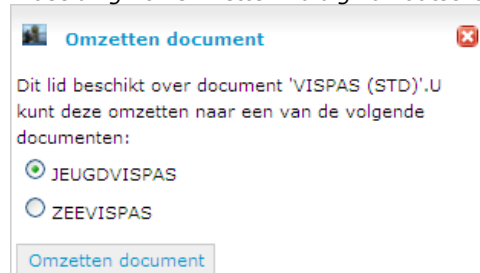 Omzetten document
Dit lid beschikt over document 'VISPAS (STD)'.U
kunt deze omzetten naar een van de volgende
documenten:
JEUGDVISPAS
ZEEVISPAS
Omzetten document